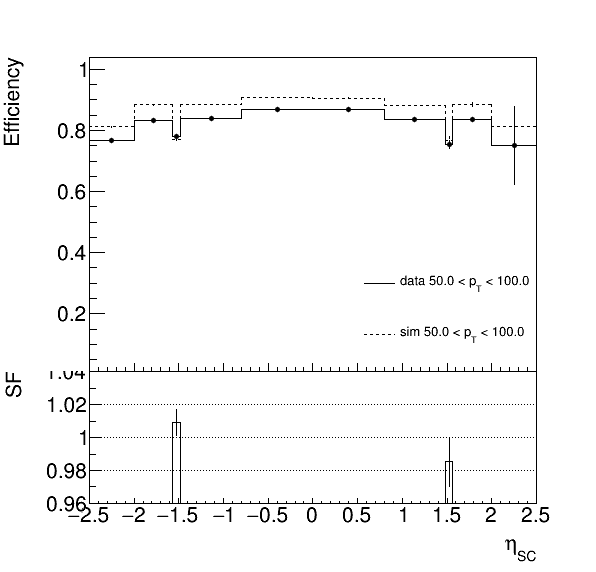 Efficiency
1
0.8
0.6
0.4
0.2
data 50.0 < p_T < 100.0
sim 50.0 < p_T < 100.0
SF
1.04
1.02
1
0.98
0.96
−2.5 −2 −1.5 −1 −0.5 0 0.5 1 1.5 2 2.5
η_SC